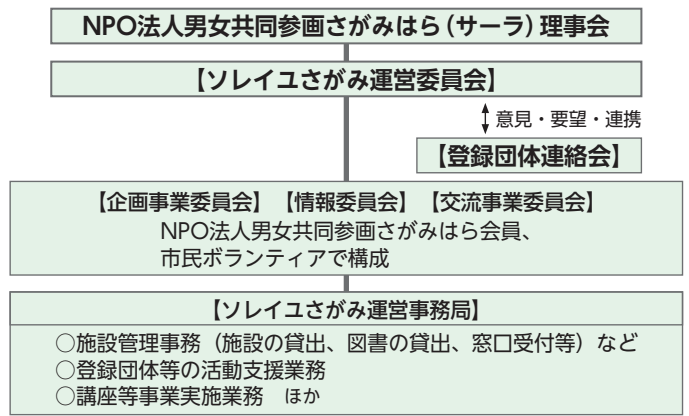 NPO法人男女共同参画さがみはら(サーラ)理事会
【ソレイユさがみ運営委員会】
意見・要望・連携
【登録団体連絡会】
【企画事業委員会】【情報委員会】【交流事業委員会】
NPO法人男女共同参画さがみはら会員、
市民ボランティアで構成
【ソレイユさがみ運営事務局】
○施設管理事務(施設の貸出、図書の貸出、窓口受付等)など
○登録団体等の活動支援業務
○講座等事業実施業務 ほか